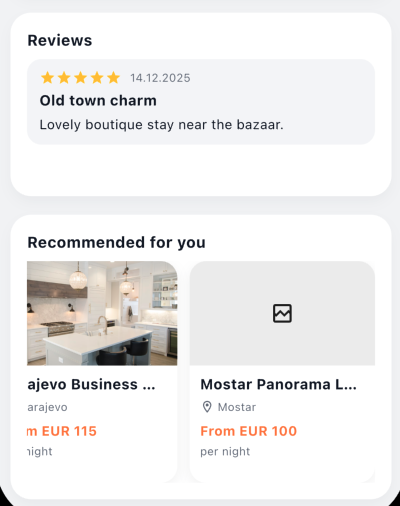 Reviews
14.12.2025
Old town charm
Lovely boutique stay near the bazaar.
Recommended for you
ajevo Business ...
arajevo
m EUR 115
night
Mostar Panorama L...
Mostar
From EUR 100
per night